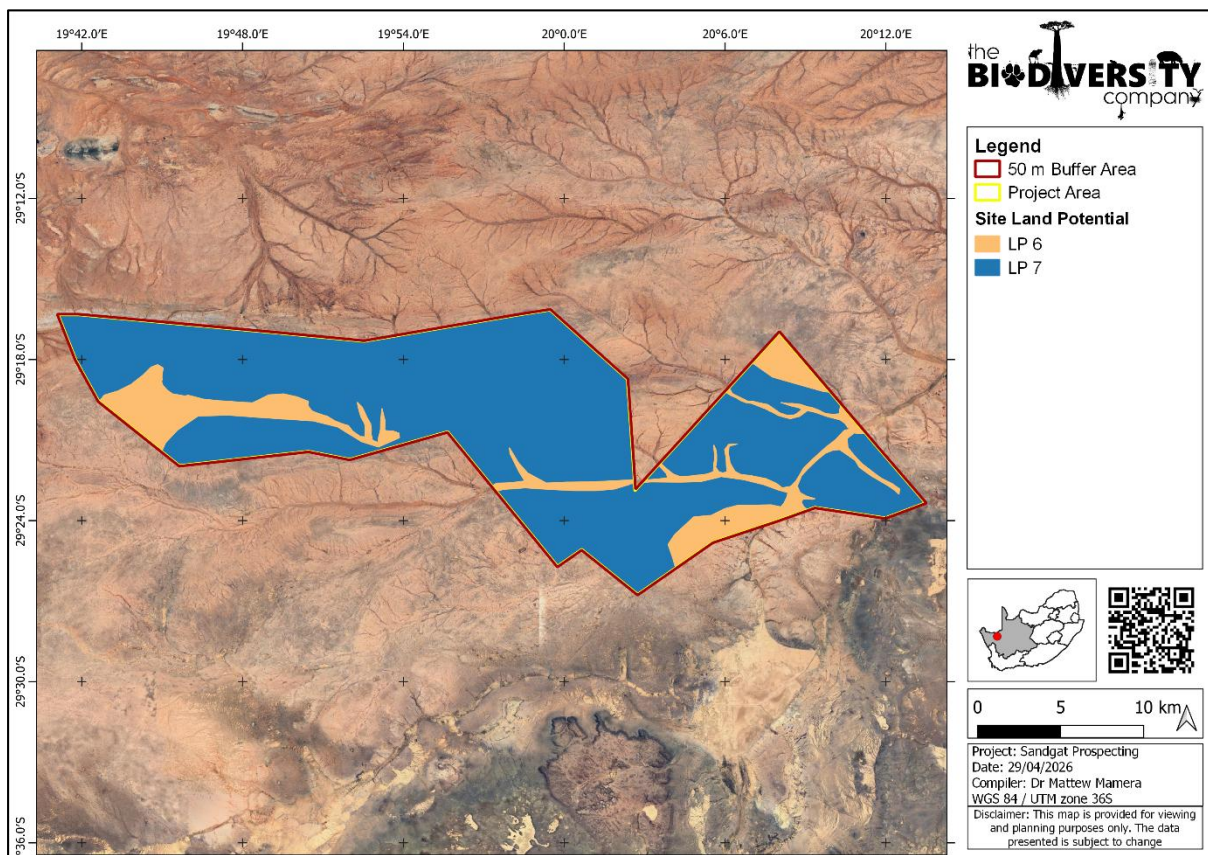 19°42.0'E
19°48.0'E
19°54.0'E
20°0.0'E
20°6.0'E
20°12.0'E
29°12.0'S
29°18.0'S
29°24.0'S
29°30.0'S
29°36.0'S
the
BIODIVERSITY
company
Legend
50 m Buffer Area
Project Area
Site Land Potential
LP 6
LP 7
0 5 10 km
Project: Sandgat Prospecting
Date: 29/04/2026
Compiler: Dr Mattew Mamera
WGS 84 / UTM zone 36S
Disclaimer: This map is provided for viewing
and planning purposes only. The data
presented is subject to change